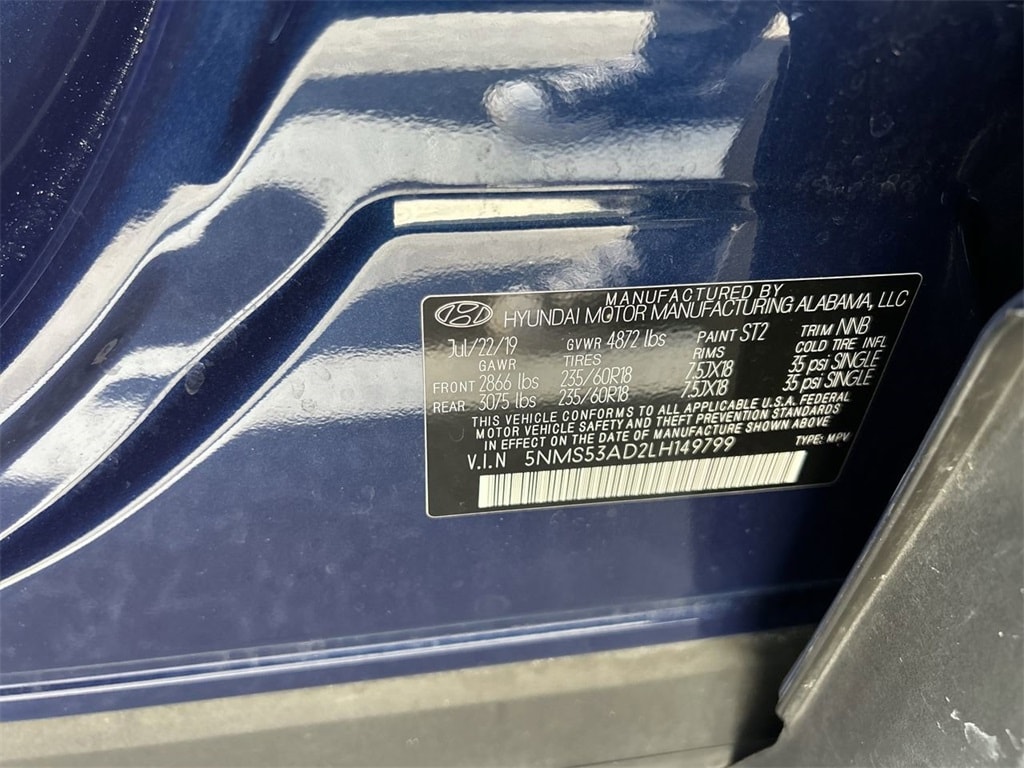 MANUFACTURED BY
HYUNDAI MOTOR MANUFACTURING ALABAMA, LLC
Jul/22/19 GVWR 4872 lbs PAINT ST2 TRIM NNB
GAWR TIRES RIMS COLD TIRE INFL
FRONT 2866 lbs 235/60R18 7.5JX18 35 psi SINGLE
REAR 3075 lbs 235/60R18 7.5JX18 35 psi SINGLE
THIS VEHICLE CONFORMS TO ALL APPLICABLE U.S.A. FEDERAL
MOTOR VEHICLE SAFETY AND THEFT PREVENTION STANDARDS
IN EFFECT ON THE DATE OF MANUFACTURE SHOWN ABOVE
V.I.N 5NMS53AD2LH149799 TYPE: MPV